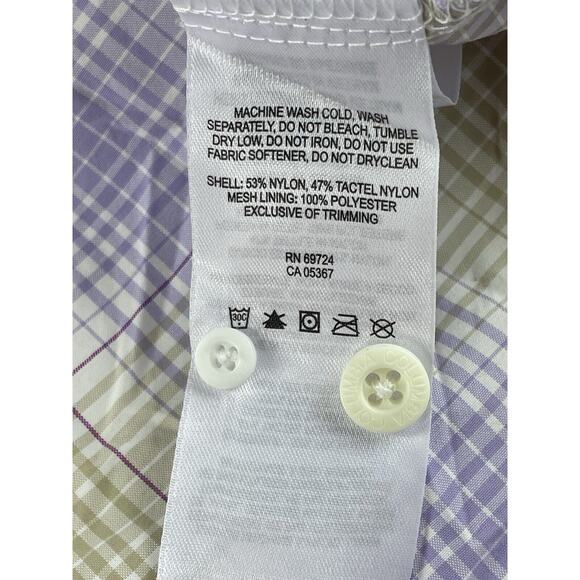 MACHINE WASH COLD, WASH
SEPARATELY, DO NOT BLEACH, TUMBLE
DRY LOW, DO NOT IRON, DO NOT USE
FABRIC SOFTENER, DO NOT DRYCLEAN
SHELL: 53% NYLON, 47% TACTEL NYLON
MESH LINING: 100% POLYESTER
EXCLUSIVE OF TRIMMING
RN 69724
CA 05367
30C
COLUMBIA COLUMBIA